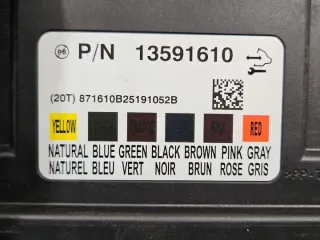 P/N 13591610
(20T) 871610B25191052B
YELLOW RED
NATURAL BLUE GREEN BLACK BROWN PINK GRAY
NATUREL BLEU VERT NOIR BRUN ROSE GRIS